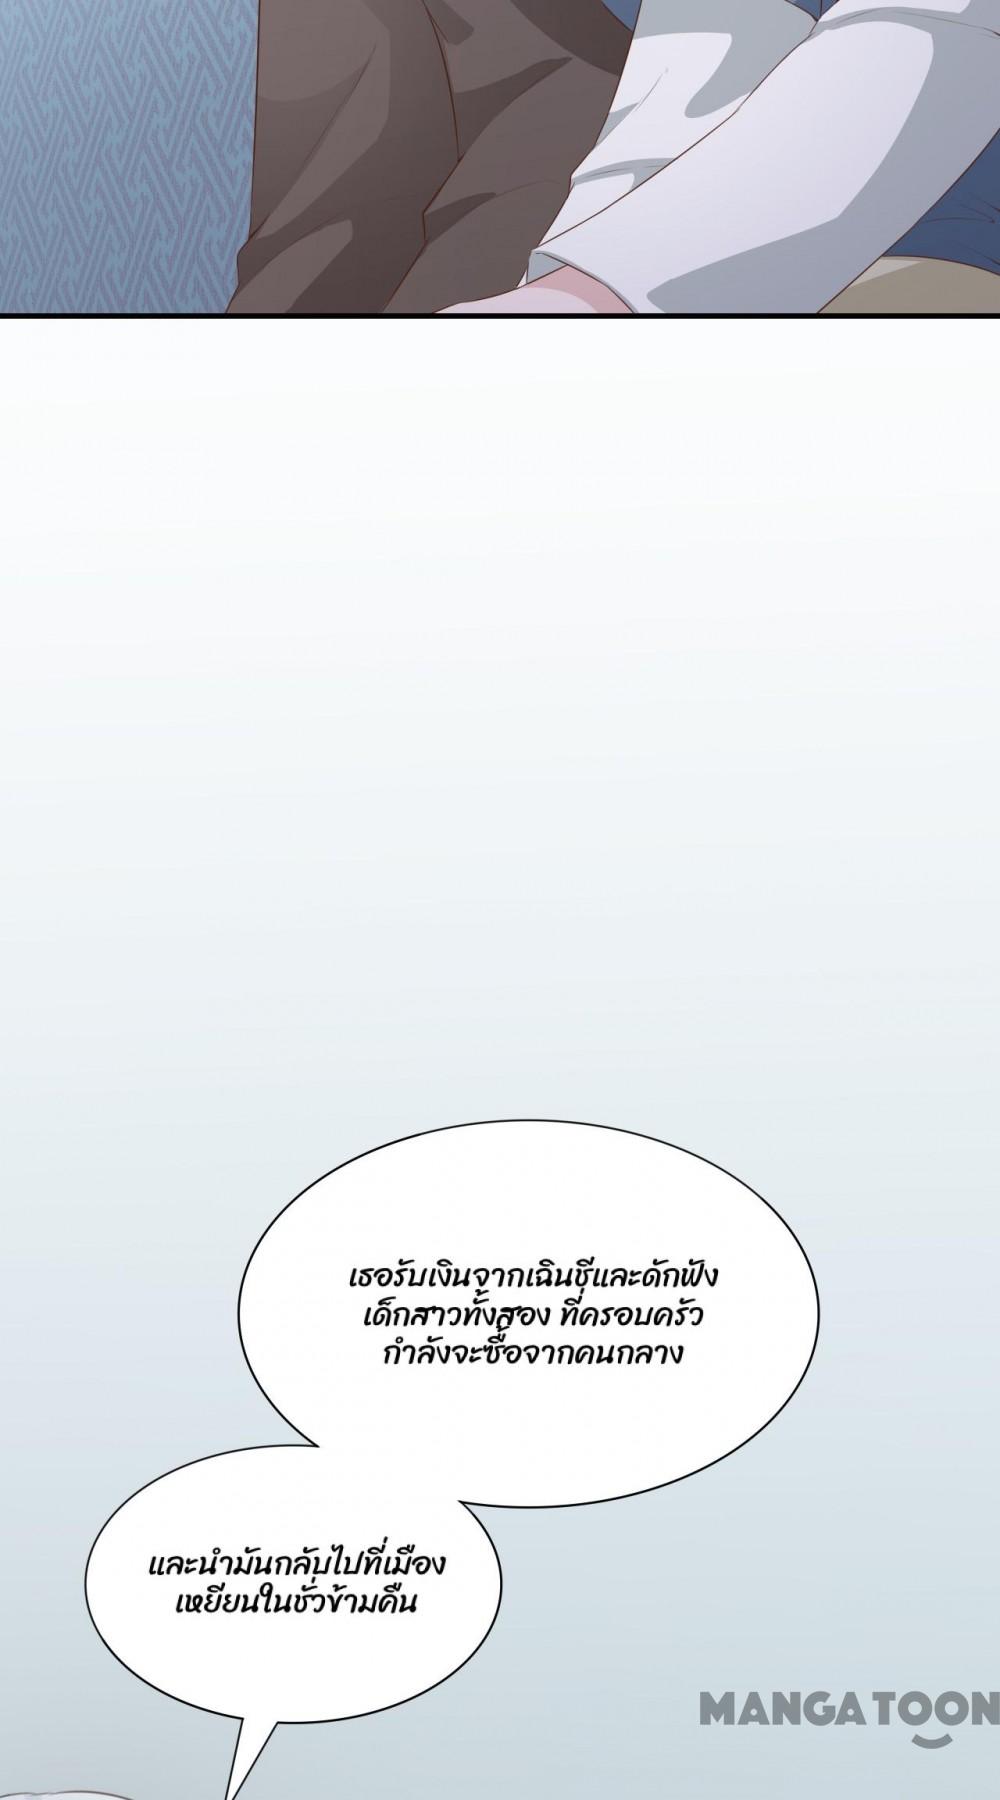 เธอรับเงินจากเฉินซีและดักฟัง
เด็กสาวทั้งสอง ที่ครอบครัว
กำลังจะซื้อจากคนกลาง
และนำมันกลับไปที่เมือง
เหยียนในชั่วข้ามคืน
MANGATOON